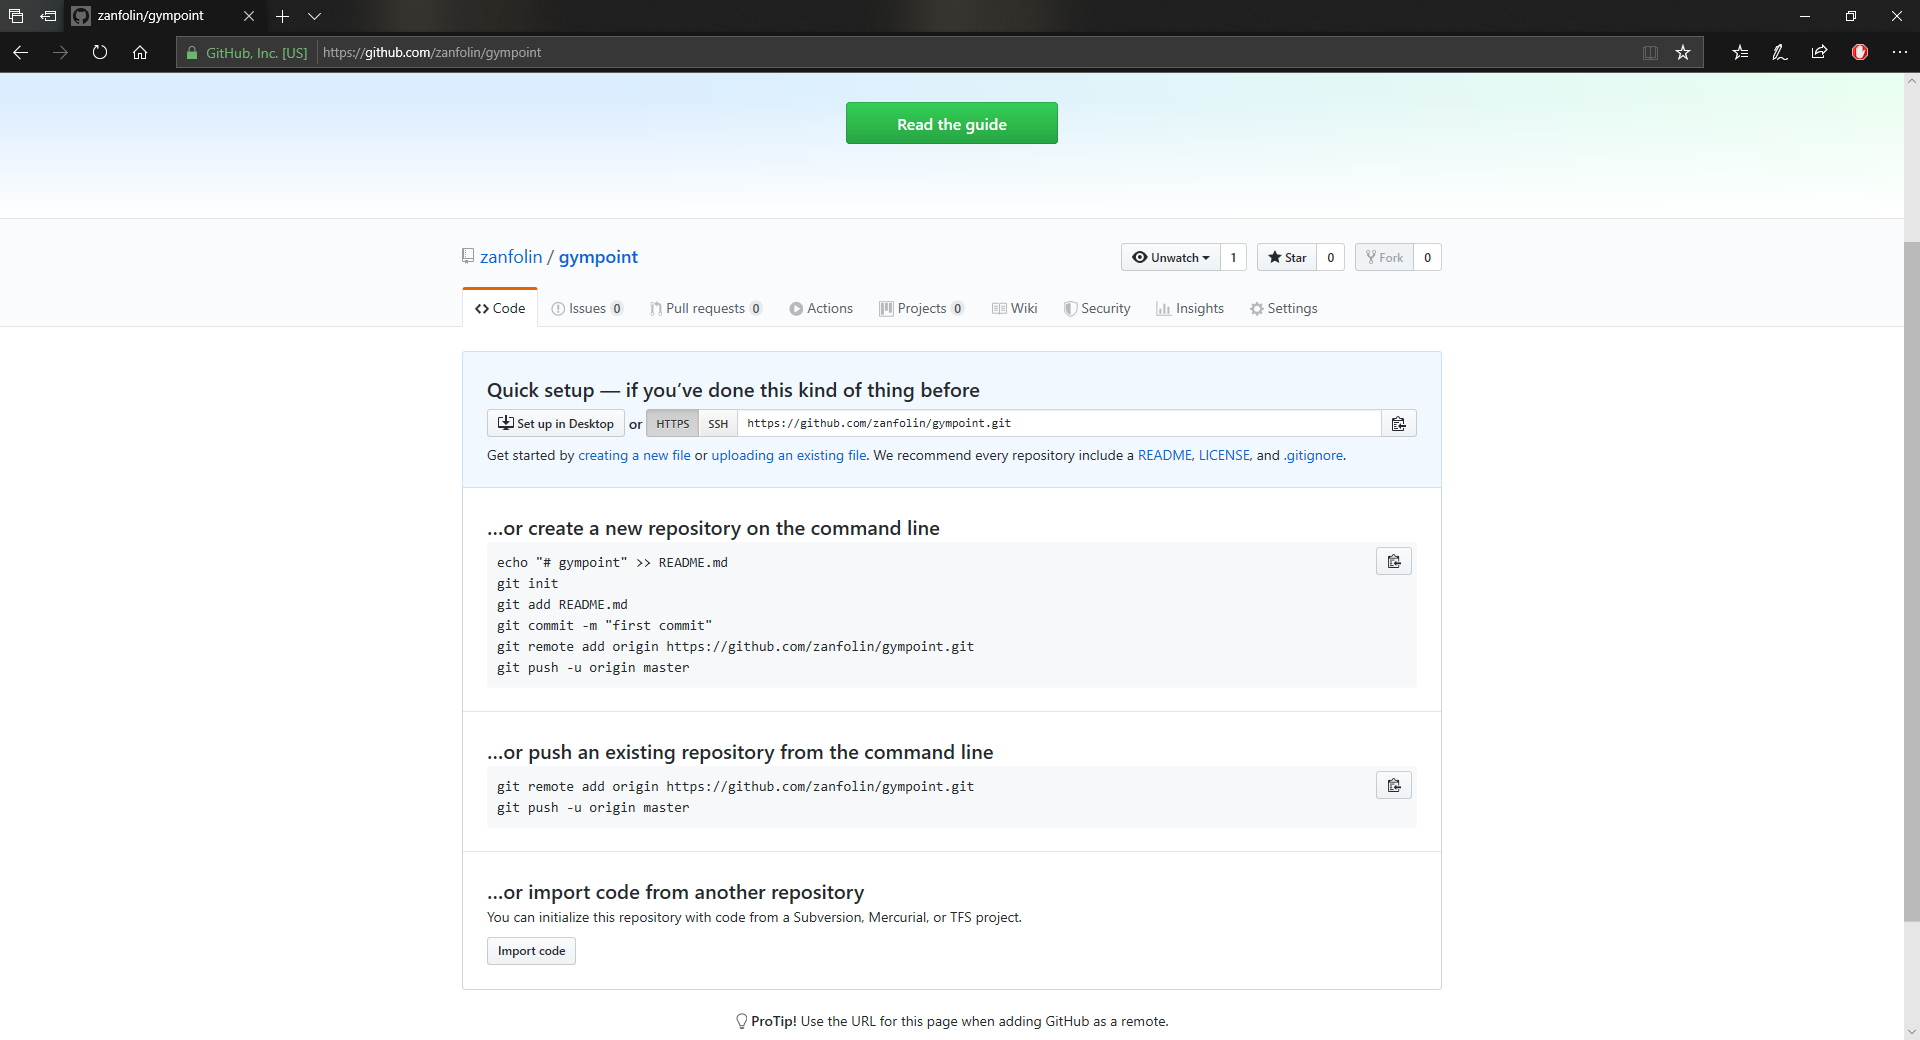 zanfolin/gympoint
GitHub, Inc. [US] https://github.com/zanfolin/gympoint
Read the guide
zanfolin / gympoint
Unwatch 1 Star 0 Fork 0
Code Issues 0 Pull requests 0 Actions Projects 0 Wiki Security Insights Settings
Quick setup — if you’ve done this kind of thing before
Set up in Desktop or HTTPS SSH https://github.com/zanfolin/gympoint.git
Get started by creating a new file or uploading an existing file. We recommend every repository include a README, LICENSE, and .gitignore.
…or create a new repository on the command line
echo "# gympoint" >> README.md
git init
git add README.md
git commit -m "first commit"
git remote add origin https://github.com/zanfolin/gympoint.git
git push -u origin master
…or push an existing repository from the command line
git remote add origin https://github.com/zanfolin/gympoint.git
git push -u origin master
…or import code from another repository
You can initialize this repository with code from a Subversion, Mercurial, or TFS project.
Import code
ProTip! Use the URL for this page when adding GitHub as a remote.